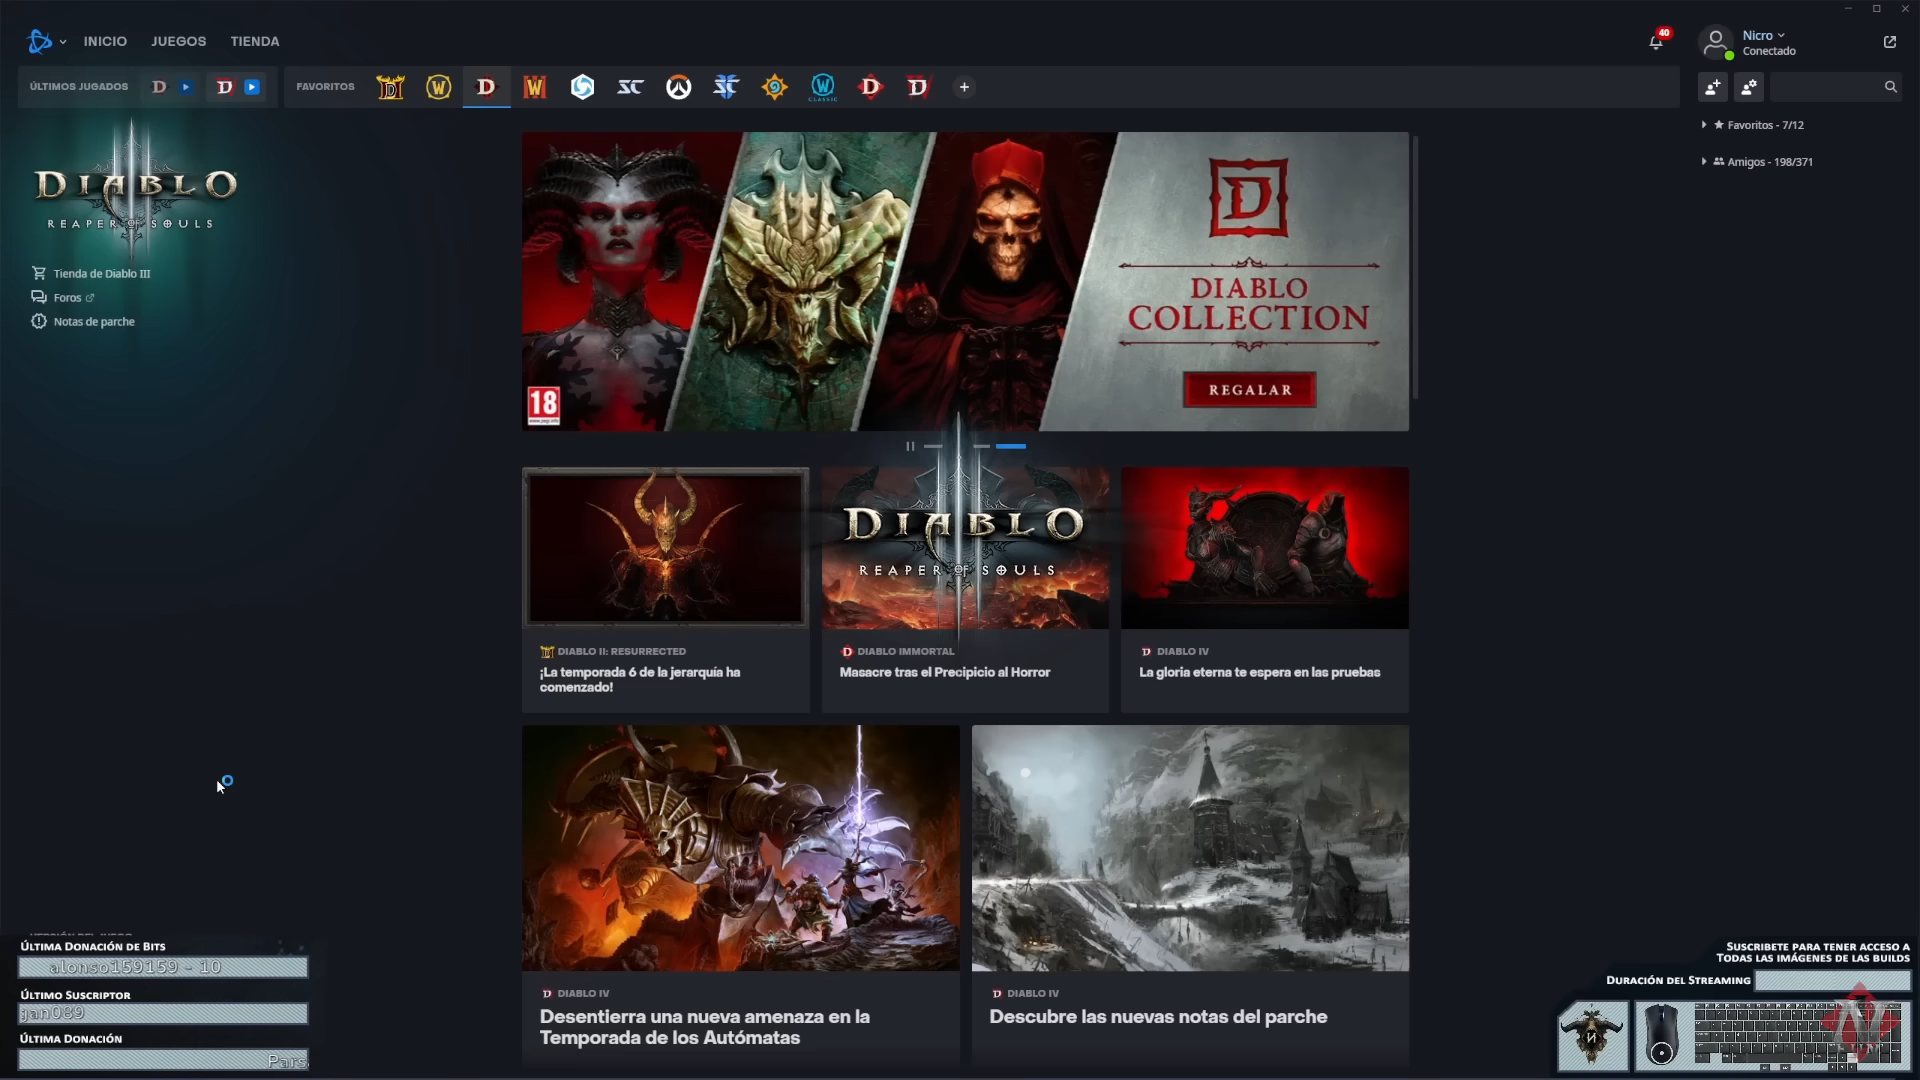 INICIO
JUEGOS
TIENDA
40
Nicro
Conectado
ÚLTIMOS JUGADOS
FAVORITOS
CLASSIC
Favoritos - 7/12
Amigos - 198/371
DIABLO
REAPER OF SOULS
Tienda de Diablo III
Foros
Notas de parche
DIABLO
COLLECTION
REGALAR
18
DIABLO
REAPER OF SOULS
DIABLO II: RESURRECTED
¡La temporada 6 de la jerarquía ha
comenzado!
DIABLO IMMORTAL
Masacre tras el Precipicio al Horror
DIABLO IV
La gloria eterna te espera en las pruebas
DIABLO IV
Desentierra una nueva amenaza en la
Temporada de los Autómatas
DIABLO IV
Descubre las nuevas notas del parche
ÚLTIMA DONACIÓN DE BITS
alonso159159 - 10
ÚLTIMO SUSCRIPTOR
gan089
ÚLTIMA DONACIÓN
Pars
SUSCRIBETE PARA TENER ACCESO A
TODAS LAS IMÁGENES DE LAS BUILDS
DURACIÓN DEL STREAMING